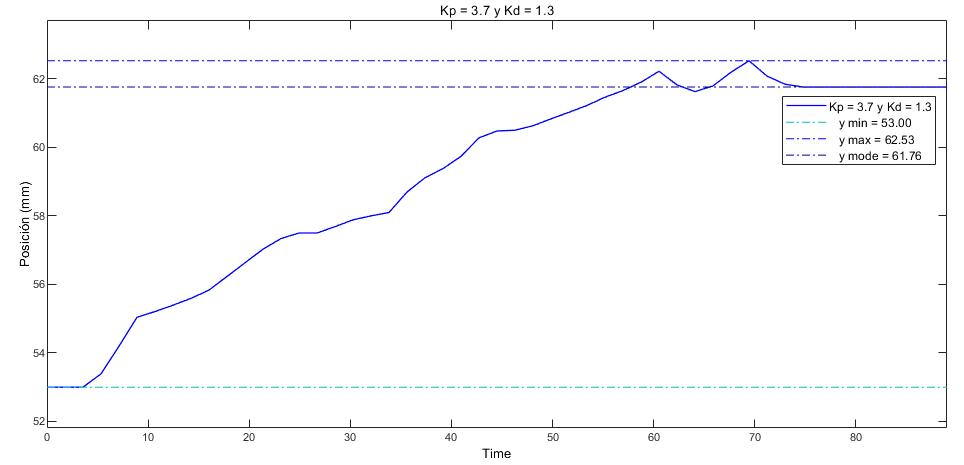 Kp = 3.7 y Kd = 1.3
Posición (mm)
62
60
58
56
54
52
Kp = 3.7 y Kd = 1.3
y min = 53.00
y max = 62.53
y mode = 61.76
0 10 20 30 40 50 60 70 80
Time